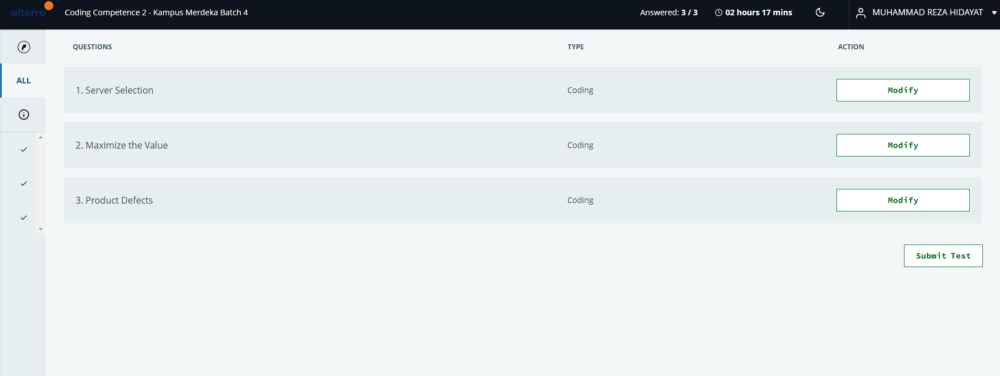 alterra
Coding Competence 2 - Kampus Merdeka Batch 4
Answered: 3 / 3
02 hours 17 mins
MUHAMMAD REZA HIDAYAT
QUESTIONS TYPE ACTION
ALL
1. Server Selection Coding Modify
2. Maximize the Value Coding Modify
3. Product Defects Coding Modify
Submit Test